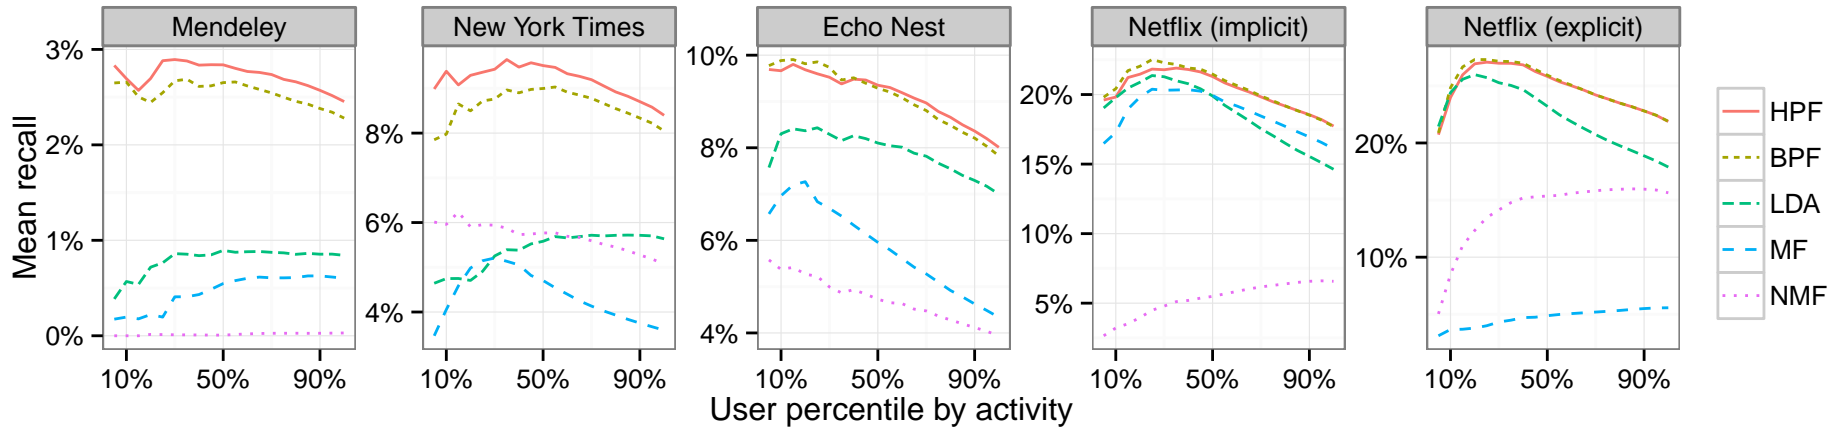 Mendeley
New York Times
Echo Nest
Netflix (implicit)
Netflix (explicit)
Mean recall
3%
2%
1%
0%
10% 50% 90%
8%
6%
4%
10% 50% 90%
10%
8%
6%
4%
10% 50% 90%
20%
15%
10%
5%
10% 50% 90%
20%
10%
10% 50% 90%
User percentile by activity
HPF
BPF
LDA
MF
NMF